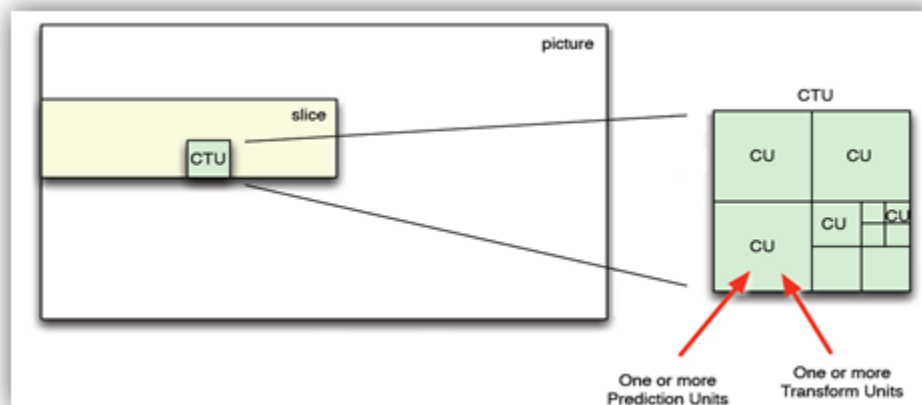 picture
slice
CTU
CTU
CU
CU
CU
CU
CU
One or more
Prediction Units
One or more
Transform Units